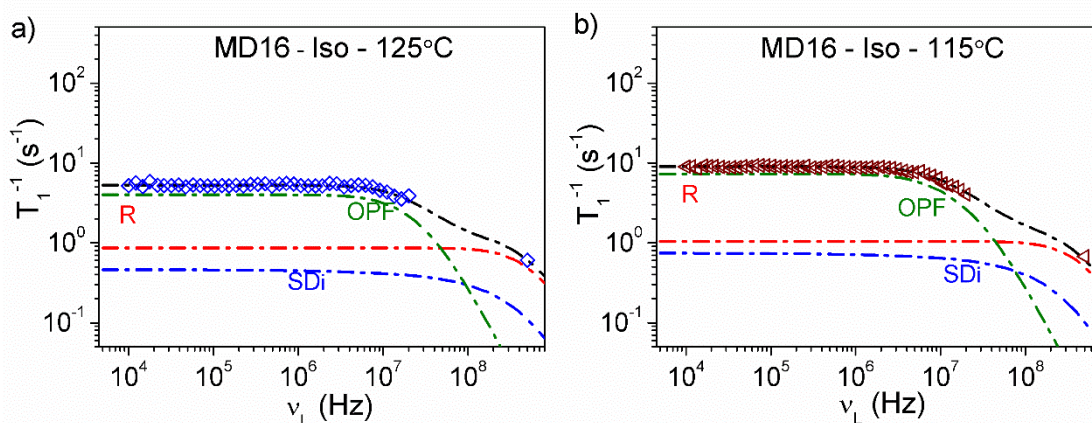 a)
MD16 - Iso - 125°C
10²
10¹
10⁰
10⁻¹
T₁⁻¹ (s⁻¹)
R
OPF
SDi
10⁴ 10⁵ 10⁶ 10⁷ 10⁸
ν_L (Hz)
b)
MD16 - Iso - 115°C
10²
10¹
10⁰
10⁻¹
T₁⁻¹ (s⁻¹)
R
OPF
SDi
10⁴ 10⁵ 10⁶ 10⁷ 10⁸
ν_L (Hz)